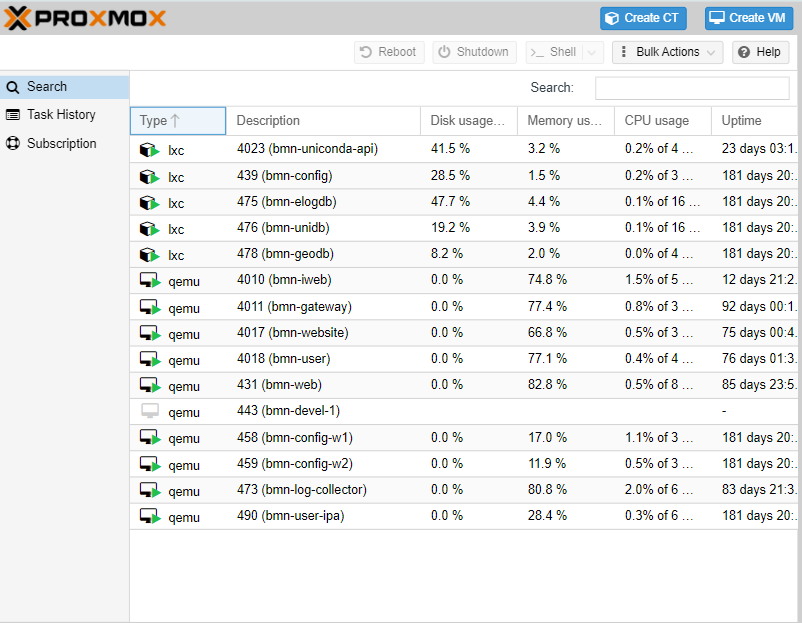 PROXMOX Create CT Create VM
Reboot Shutdown >_ Shell Bulk Actions Help
Search Search:
Task History
Subscription
Type Description Disk usage... Memory us... CPU usage Uptime
lxc 4023 (bmn-uniconda-api) 41.5 % 3.2 % 0.2% of 4 ... 23 days 03:1..
lxc 439 (bmn-config) 28.5 % 1.5 % 0.2% of 3 ... 181 days 20:..
lxc 475 (bmn-elogdb) 47.7 % 4.4 % 0.1% of 16 ... 181 days 20:..
lxc 476 (bmn-unidb) 19.2 % 3.9 % 0.1% of 16 ... 181 days 20:..
lxc 478 (bmn-geodb) 8.2 % 2.0 % 0.0% of 4 ... 181 days 20:..
qemu 4010 (bmn-iweb) 0.0 % 74.8 % 1.5% of 5 ... 12 days 21:2..
qemu 4011 (bmn-gateway) 0.0 % 77.4 % 0.8% of 3 ... 92 days 00:1..
qemu 4017 (bmn-website) 0.0 % 66.8 % 0.5% of 3 ... 75 days 00:4..
qemu 4018 (bmn-user) 0.0 % 77.1 % 0.4% of 4 ... 76 days 01:3..
qemu 431 (bmn-web) 0.0 % 82.8 % 0.5% of 8 ... 85 days 23:5..
qemu 443 (bmn-devel-1) -
qemu 458 (bmn-config-w1) 0.0 % 17.0 % 1.1% of 3 ... 181 days 20:..
qemu 459 (bmn-config-w2) 0.0 % 11.9 % 0.5% of 3 ... 181 days 20:..
qemu 473 (bmn-log-collector) 0.0 % 80.8 % 2.0% of 6 ... 83 days 21:3..
qemu 490 (bmn-user-ipa) 0.0 % 28.4 % 0.3% of 6 ... 181 days 20:..